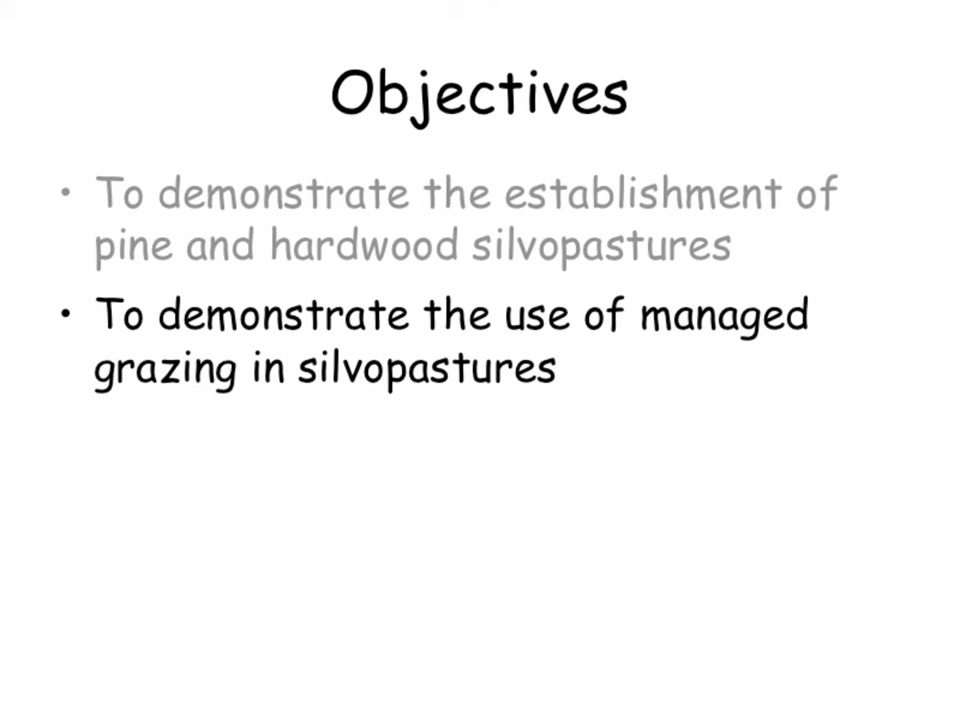 Objectives
• To demonstrate the establishment of
pine and hardwood silvopastures
• To demonstrate the use of managed
grazing in silvopastures